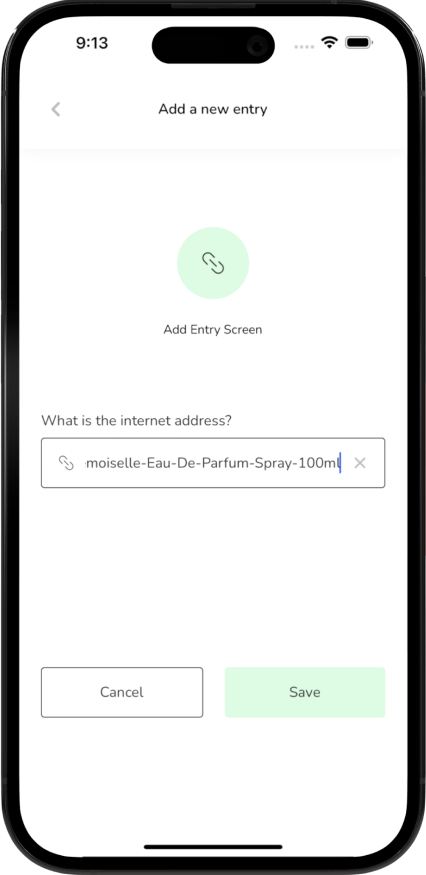 9:13
Add a new entry
Add Entry Screen
What is the internet address?
moiselle-Eau-De-Parfum-Spray-100ml
Cancel
Save